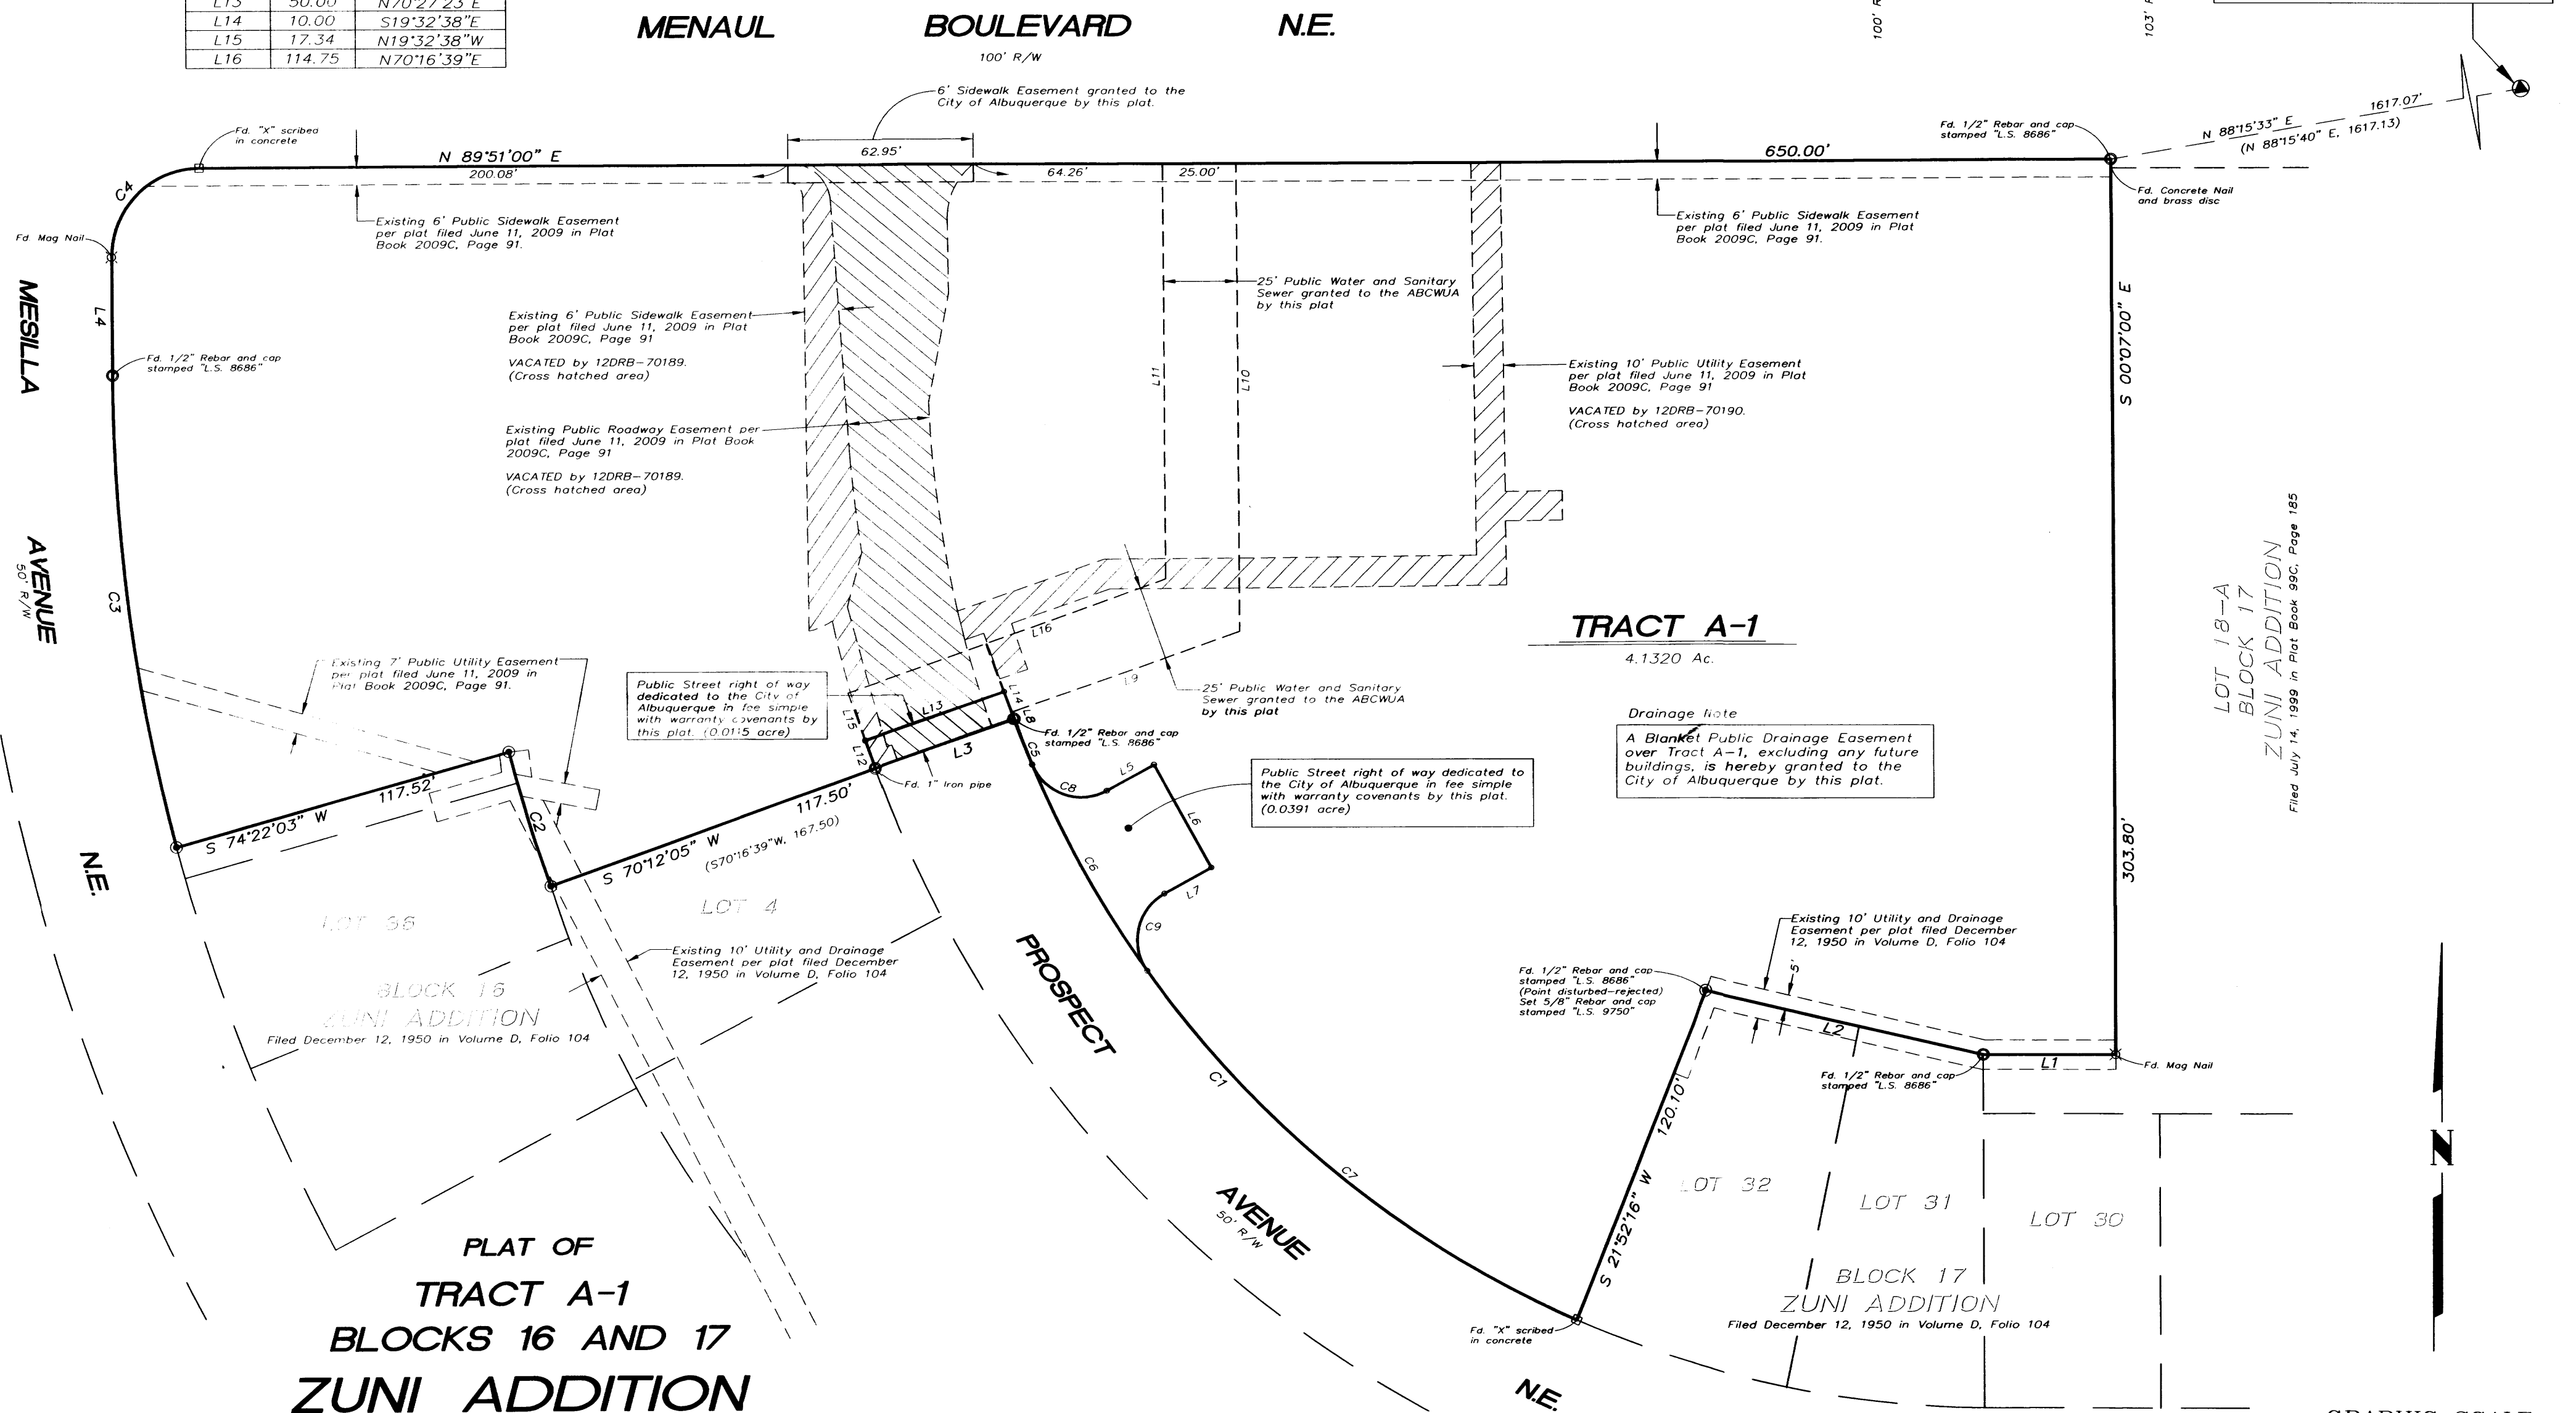 L13 50.00 N70°27'23"E
L14 10.00 S19°32'38"E
L15 17.34 N19°32'38"W
L16 114.75 N70°16'39"E
MENAUL BOULEVARD N.E.
100' R/W
6' Sidewalk Easement granted to the
City of Albuquerque by this plat.
Fd. "X" scribed
in concrete
N 89°51'00" E
200.08'
62.95'
64.26'
25.00'
650.00'
Fd. 1/2" Rebar and cap
stamped "L.S. 8686"
N 88°15'33" E 1617.07'
(N 88°15'40" E, 1617.13)
Fd. Concrete Nail
and brass disc
C4
Fd. Mag Nail
Existing 6' Public Sidewalk Easement
per plat filed June 11, 2009 in Plat
Book 2009C, Page 91.
Existing 6' Public Sidewalk Easement
per plat filed June 11, 2009 in Plat
Book 2009C, Page 91.
MESILLA
AVENUE
50' R/W
N.E.
L4
Fd. 1/2" Rebar and cap
stamped "L.S. 8686"
C3
Existing 6' Public Sidewalk Easement
per plat filed June 11, 2009 in Plat
Book 2009C, Page 91
VACATED by 12DRB-70189.
(Cross hatched area)
Existing Public Roadway Easement per
plat filed June 11, 2009 in Plat Book
2009C, Page 91
VACATED by 12DRB-70189.
(Cross hatched area)
25' Public Water and Sanitary
Sewer granted to the ABCWUA
by this plat
L11
L10
Existing 10' Public Utility Easement
per plat filed June 11, 2009 in Plat
Book 2009C, Page 91
VACATED by 12DRB-70190.
(Cross hatched area)
S 00°07'00" E
303.80'
LOT 18-A
BLOCK 17
ZUNI ADDITION
Filed July 14, 1999 in Plat Book 99C, Page 185
TRACT A-1
4.1320 Ac.
Drainage Note
A Blanket Public Drainage Easement
over Tract A-1, excluding any future
buildings, is hereby granted to the
City of Albuquerque by this plat.
Existing 7' Public Utility Easement
per plat filed June 11, 2009 in
Plat Book 2009C, Page 91.
Public Street right of way
dedicated to the City of
Albuquerque in fee simple
with warranty covenants by
this plat. (0.0115 acre)
L16
L9
L13
L14
L8
L15
L12
L3
25' Public Water and Sanitary
Sewer granted to the ABCWUA
by this plat
Fd. 1/2" Rebar and cap
stamped "L.S. 8686"
Fd. 1" Iron pipe
Public Street right of way dedicated to
the City of Albuquerque in fee simple
with warranty covenants by this plat.
(0.0391 acre)
C5
C8
L5
L6
L7
C9
C6
S 74°22'03" W 117.52'
C2
S 70°12'05" W 117.50'
(S70°16'39"W, 167.50)
LOT 36
BLOCK 16
ZUNI ADDITION
Filed December 12, 1950 in Volume D, Folio 104
LOT 4
Existing 10' Utility and Drainage
Easement per plat filed December
12, 1950 in Volume D, Folio 104
PROSPECT
AVENUE
50' R/W
N.E.
C1
C7
Existing 10' Utility and Drainage
Easement per plat filed December
12, 1950 in Volume D, Folio 104
5'
Fd. 1/2" Rebar and cap
stamped "L.S. 8686"
(Point disturbed-rejected)
Set 5/8" Rebar and cap
stamped "L.S. 9750"
L2
L1
Fd. Mag Nail
Fd. 1/2" Rebar and cap
stamped "L.S. 8686"
S 21°52'16" W 120.10'
LOT 32
LOT 31
LOT 30
BLOCK 17
ZUNI ADDITION
Filed December 12, 1950 in Volume D, Folio 104
Fd. "X" scribed
in concrete
N
PLAT OF
TRACT A-1
BLOCKS 16 AND 17
ZUNI ADDITION